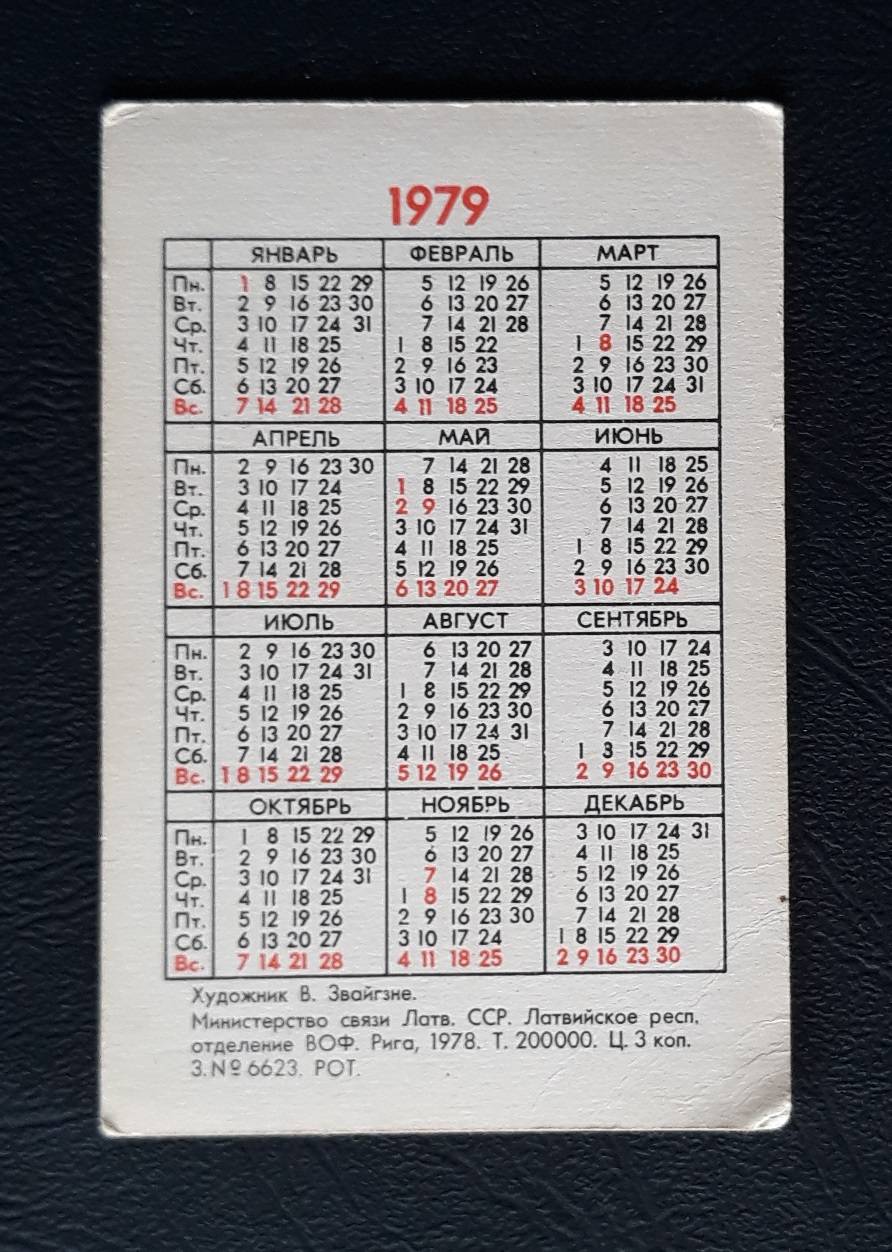 1979
ЯНВАРЬ ФЕВРАЛЬ МАРТ
Пн. 1 8 15 22 29 5 12 19 26 5 12 19 26
Вт. 2 9 16 23 30 6 13 20 27 6 13 20 27
Ср. 3 10 17 24 31 7 14 21 28 7 14 21 28
Чт. 4 11 18 25 1 8 15 22 1 8 15 22 29
Пт. 5 12 19 26 2 9 16 23 2 9 16 23 30
Сб. 6 13 20 27 3 10 17 24 3 10 17 24 31
Вс. 7 14 21 28 4 11 18 25 4 11 18 25
АПРЕЛЬ МАЙ ИЮНЬ
Пн. 2 9 16 23 30 7 14 21 28 4 11 18 25
Вт. 3 10 17 24 1 8 15 22 29 5 12 19 26
Ср. 4 11 18 25 2 9 16 23 30 6 13 20 27
Чт. 5 12 19 26 3 10 17 24 31 7 14 21 28
Пт. 6 13 20 27 4 11 18 25 1 8 15 22 29
Сб. 7 14 21 28 5 12 19 26 2 9 16 23 30
Вс. 1 8 15 22 29 6 13 20 27 3 10 17 24
ИЮЛЬ АВГУСТ СЕНТЯБРЬ
Пн. 2 9 16 23 30 6 13 20 27 3 10 17 24
Вт. 3 10 17 24 31 7 14 21 28 4 11 18 25
Ср. 4 11 18 25 1 8 15 22 29 5 12 19 26
Чт. 5 12 19 26 2 9 16 23 30 6 13 20 27
Пт. 6 13 20 27 3 10 17 24 31 7 14 21 28
Сб. 7 14 21 28 4 11 18 25 1 3 15 22 29
Вс. 1 8 15 22 29 5 12 19 26 2 9 16 23 30
ОКТЯБРЬ НОЯБРЬ ДЕКАБРЬ
Пн. 1 8 15 22 29 5 12 19 26 3 10 17 24 31
Вт. 2 9 16 23 30 6 13 20 27 4 11 18 25
Ср. 3 10 17 24 31 7 14 21 28 5 12 19 26
Чт. 4 11 18 25 1 8 15 22 29 6 13 20 27
Пт. 5 12 19 26 2 9 16 23 30 7 14 21 28
Сб. 6 13 20 27 3 10 17 24 1 8 15 22 29
Вс. 7 14 21 28 4 11 18 25 2 9 16 23 30
Художник В. Звайгзне.
Министерство связи Латв. ССР. Латвийское респ.
отделение ВОФ. Рига, 1978. Т. 200000. Ц. 3 коп.
З.№ 6623. РОТ.